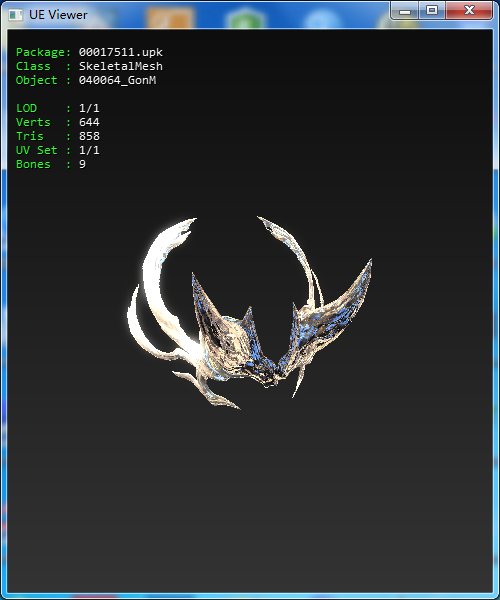 UE Viewer
Package: 00017511.upk
Class : SkeletalMesh
Object : 040064_GonM
LOD : 1/1
Verts : 644
Tris : 858
UV Set : 1/1
Bones : 9